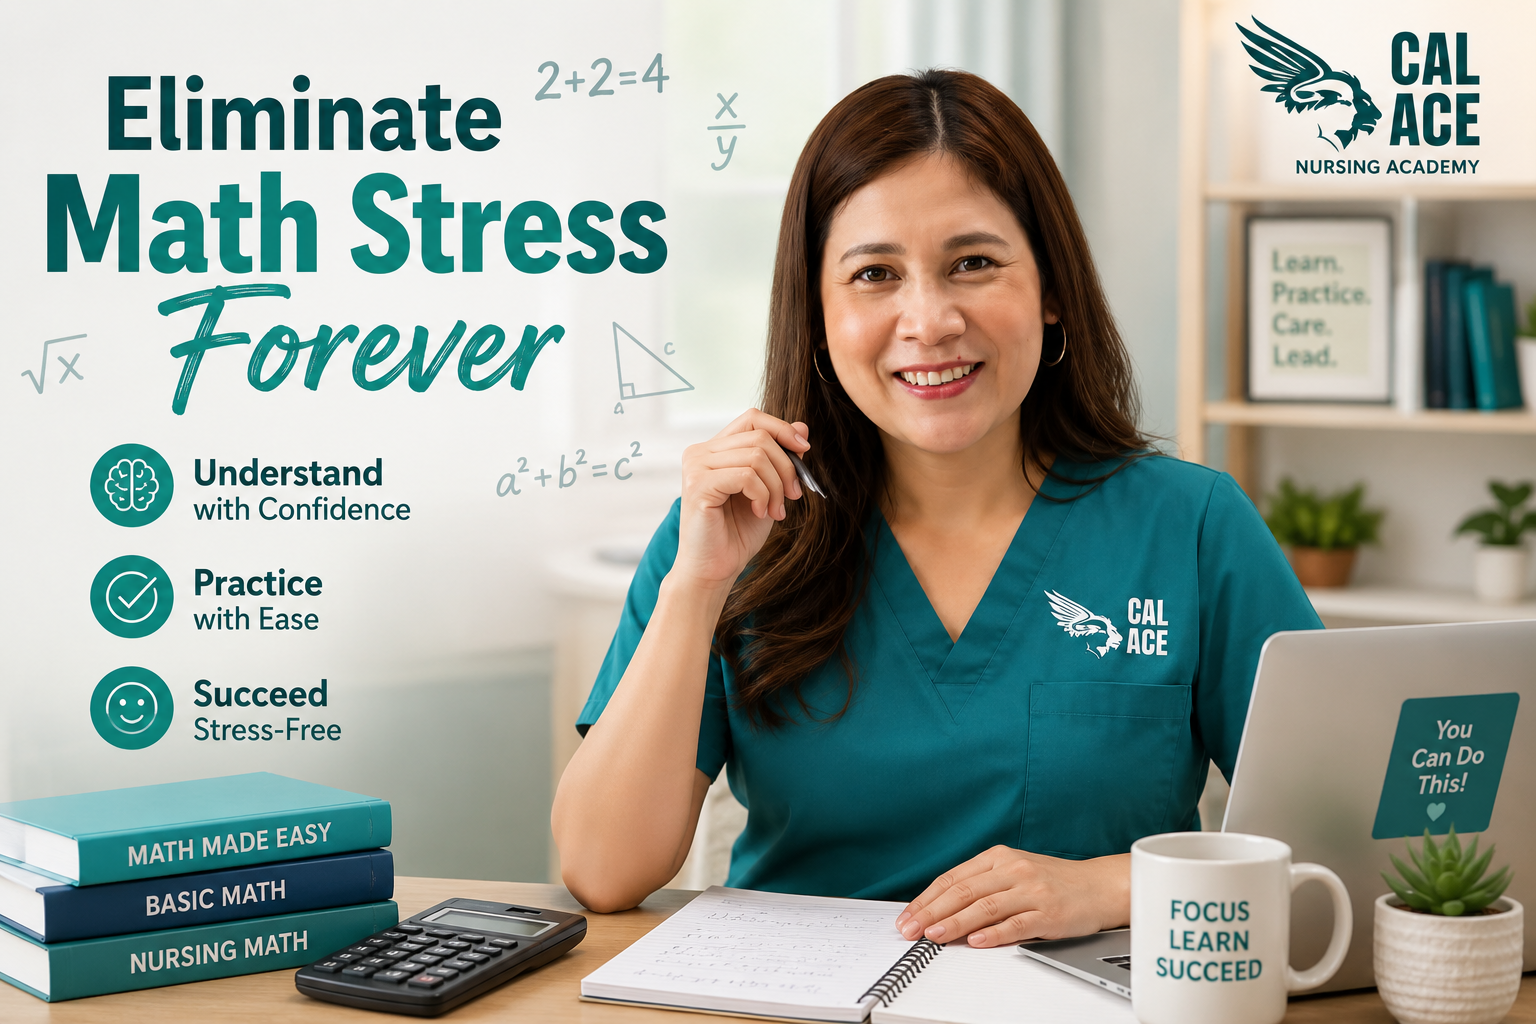 Eliminate
Math Stress
Forever
2+2=4
x
y
√x
c
a
a²+b²=c²
Understand
with Confidence
Practice
with Ease
Succeed
Stress-Free
MATH MADE EASY
BASIC MATH
NURSING MATH
CAL
ACE
NURSING ACADEMY
Learn.
Practice.
Care.
Lead.
CAL
ACE
You
Can Do
This!
FOCUS
LEARN
SUCCEED